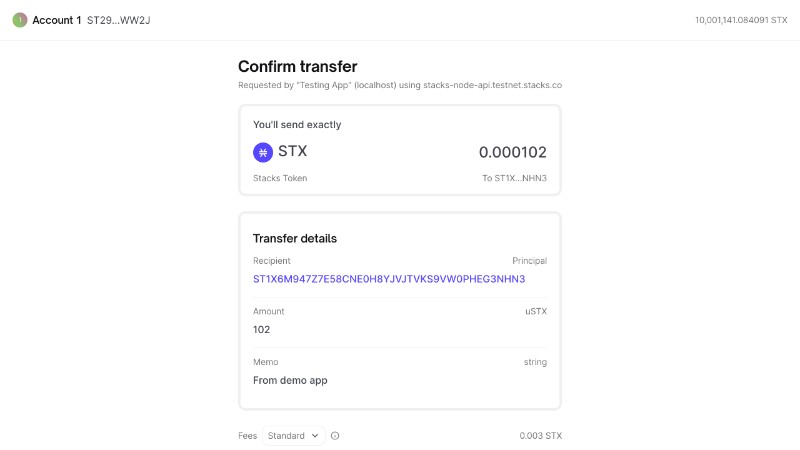 1 Account 1 ST29...WW2J 10,001,141.084091 STX
Confirm transfer
Requested by "Testing App" (localhost) using stacks-node-api.testnet.stacks.co
You'll send exactly
STX 0.000102
Stacks Token To ST1X...NHN3
Transfer details
Recipient Principal
ST1X6M947Z7E58CNE0H8YJVJTVKS9VW0PHEG3NHN3
Amount uSTX
102
Memo string
From demo app
Fees Standard 0.003 STX